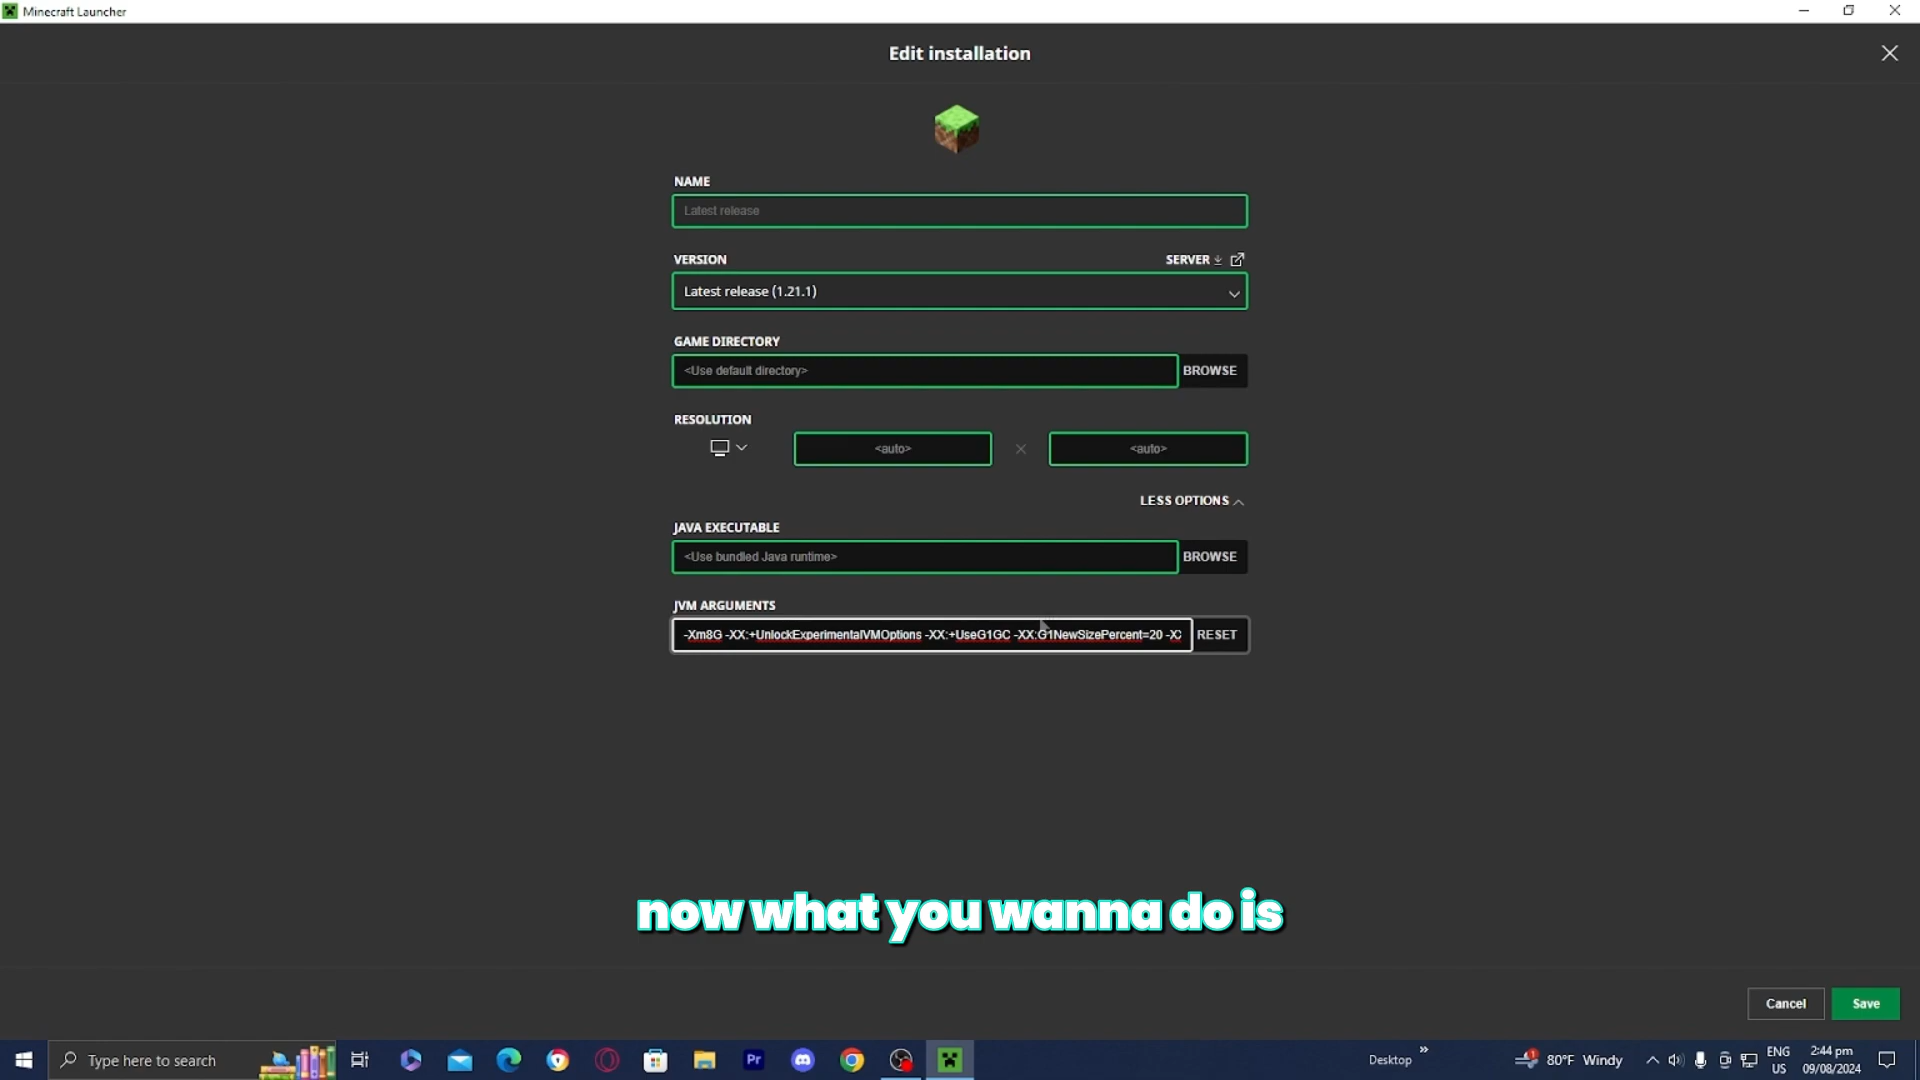 Minecraft Launcher
Edit installation
NAME
Latest release
VERSION
SERVER
Latest release (1.21.1)
GAME DIRECTORY
<Use default directory>
BROWSE
RESOLUTION
<auto>
<auto>
LESS OPTIONS
JAVA EXECUTABLE
<Use bundled Java runtime>
BROWSE
JVM ARGUMENTS
-Xm8G -XX:+UnlockExperimentalVMOptions -XX:+UseG1GC -XX:G1NewSizePercent=20 -X
RESET
now what you wanna do is
Cancel
Save
Type here to search
Pr
Desktop
1
80°F Windy
ENG
US
2:44 pm
09/08/2024